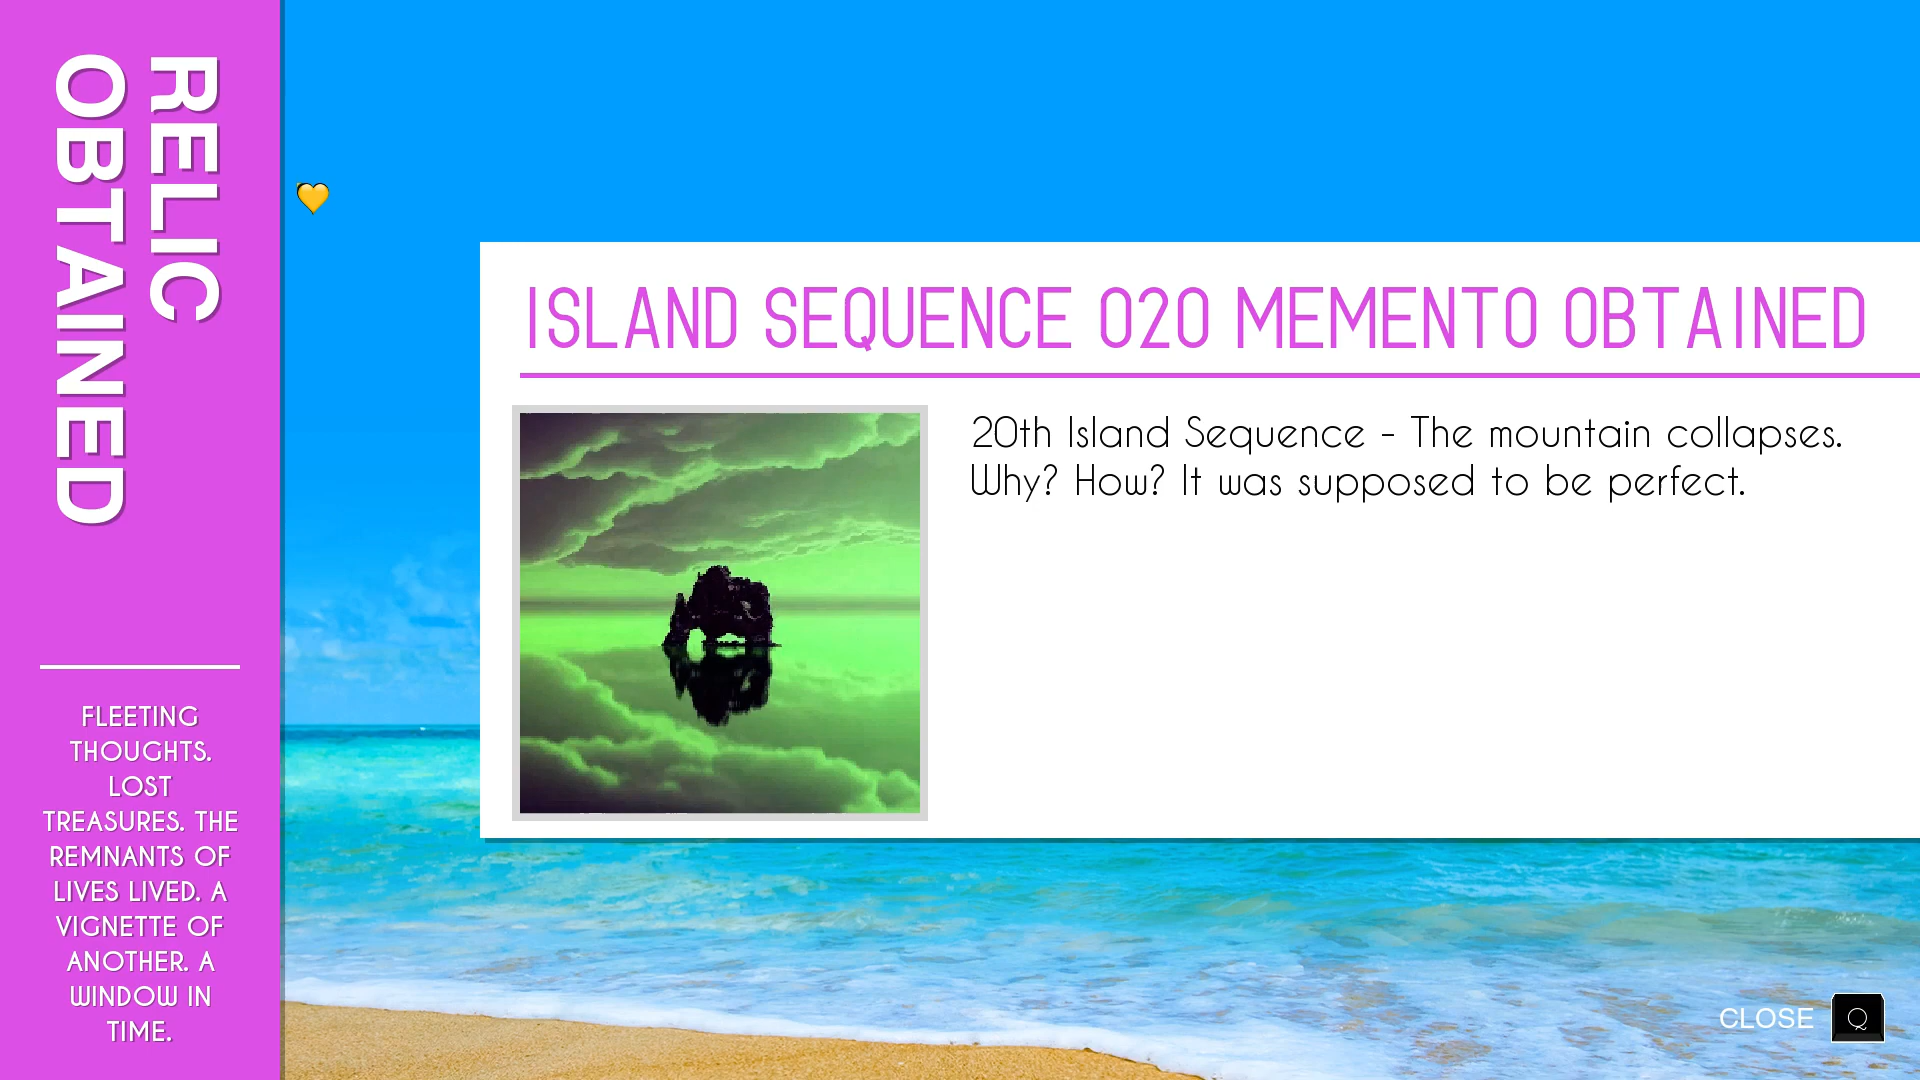 RELIC
OBTAINED
FLEETING
THOUGHTS.
LOST
TREASURES. THE
REMNANTS OF
LIVES LIVED. A
VIGNETTE OF
ANOTHER. A
WINDOW IN
TIME.
ISLAND SEQUENCE 020 MEMENTO OBTAINED
20th Island Sequence - The mountain collapses.
Why? How? It was supposed to be perfect.
CLOSE Q